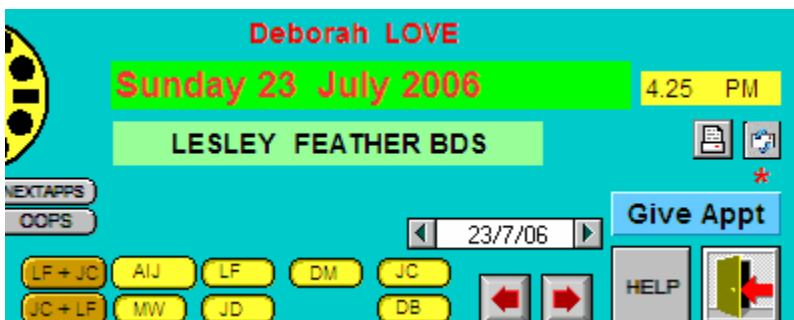 Deborah LOVE
Sunday 23 July 2006
4.25 PM
LESLEY FEATHER BDS
*
NEXTAPPS
OOPS
Give Appt
23/7/06
LF + JC AIJ LF DM JC
HELP
JC + LF MW JD DB